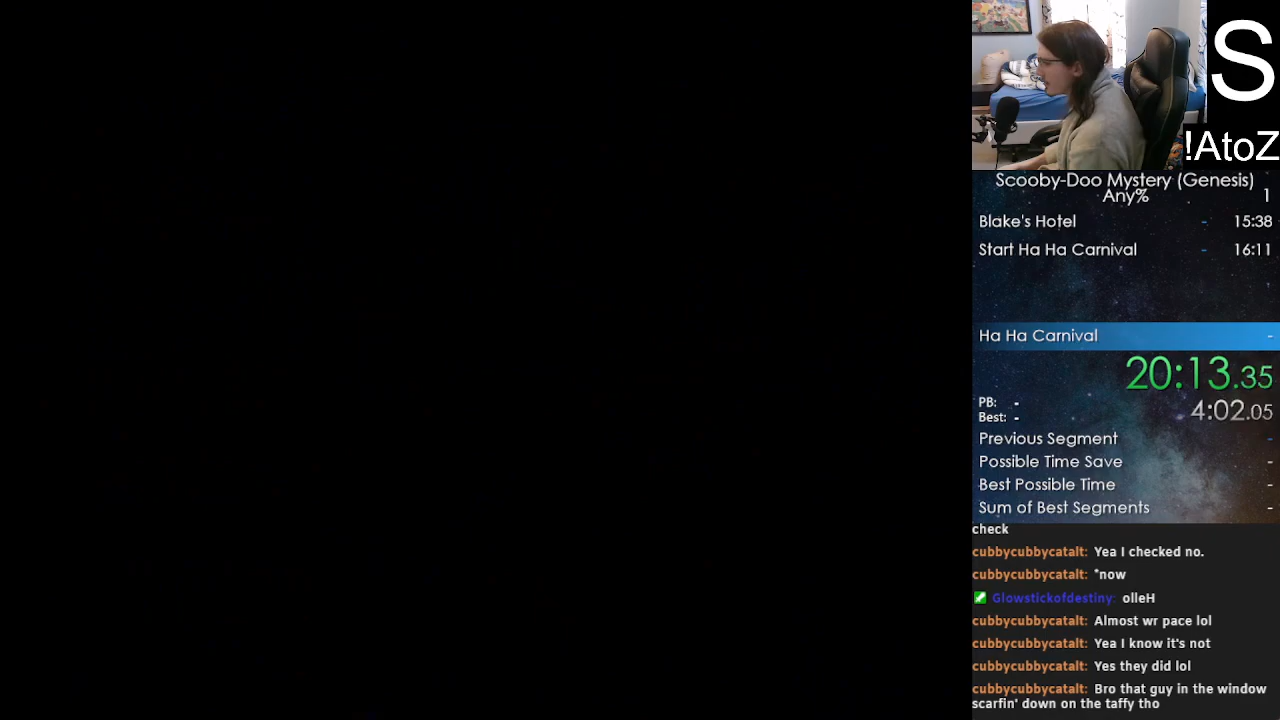 S
!AtoZ
Scooby-Doo Mystery (Genesis)
Any% 1
Blake's Hotel - 15:38
Start Ha Ha Carnival - 16:11
Ha Ha Carnival -
20:13.35
PB: - 4:02.05
Best: -
Previous Segment -
Possible Time Save -
Best Possible Time -
Sum of Best Segments -
check
cubbycubbycatalt: Yea I checked no.
cubbycubbycatalt: *now
Glowstickofdestiny: olleH
cubbycubbycatalt: Almost wr pace lol
cubbycubbycatalt: Yea I know it's not
cubbycubbycatalt: Yes they did lol
cubbycubbycatalt: Bro that guy in the window
scarfin' down on the taffy tho